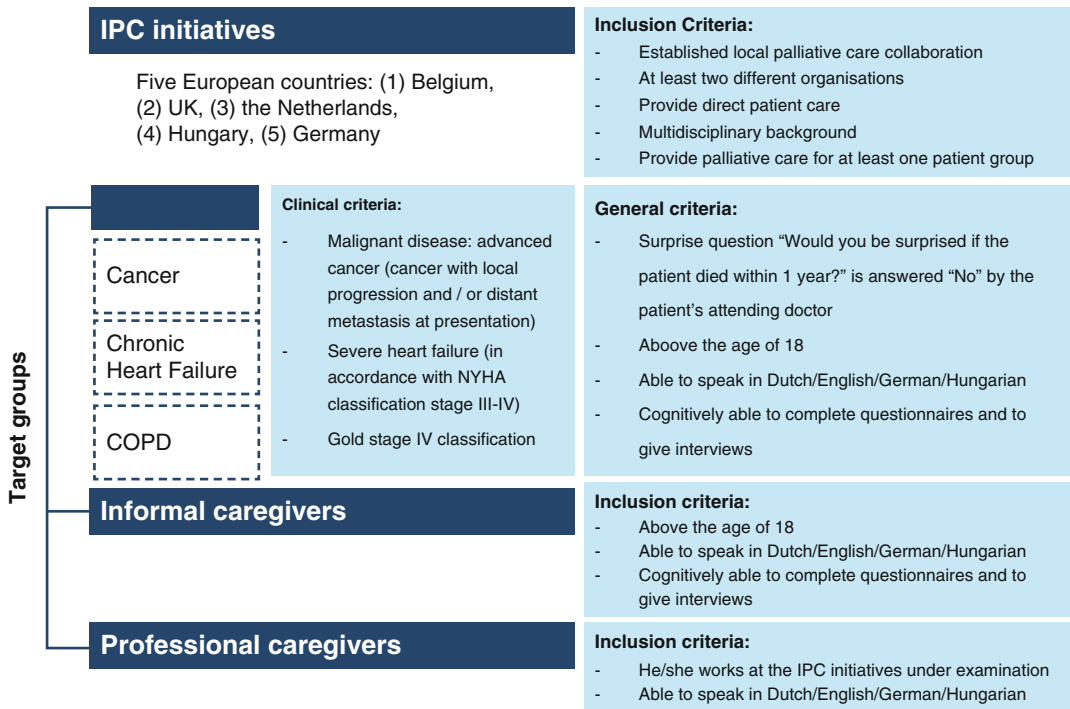 IPC initiatives
Five European countries: (1) Belgium,
(2) UK, (3) the Netherlands,
(4) Hungary, (5) Germany
Inclusion Criteria:
- Established local palliative care collaboration
- At least two different organisations
- Provide direct patient care
- Multidisciplinary background
- Provide palliative care for at least one patient group
Target groups
Cancer
Chronic
Heart Failure
COPD
Clinical criteria:
- Malignant disease: advanced
cancer (cancer with local
progression and / or distant
metastasis at presentation)
- Severe heart failure (in
accordance with NYHA
classification stage III-IV)
- Gold stage IV classification
General criteria:
- Surprise question “Would you be surprised if the
patient died within 1 year?” is answered “No” by the
patient’s attending doctor
- Aboove the age of 18
- Able to speak in Dutch/English/German/Hungarian
- Cognitively able to complete questionnaires and to
give interviews
Informal caregivers
Inclusion criteria:
- Above the age of 18
- Able to speak in Dutch/English/German/Hungarian
- Cognitively able to complete questionnaires and to
give interviews
Professional caregivers
Inclusion criteria:
- He/she works at the IPC initiatives under examination
- Able to speak in Dutch/English/German/Hungarian